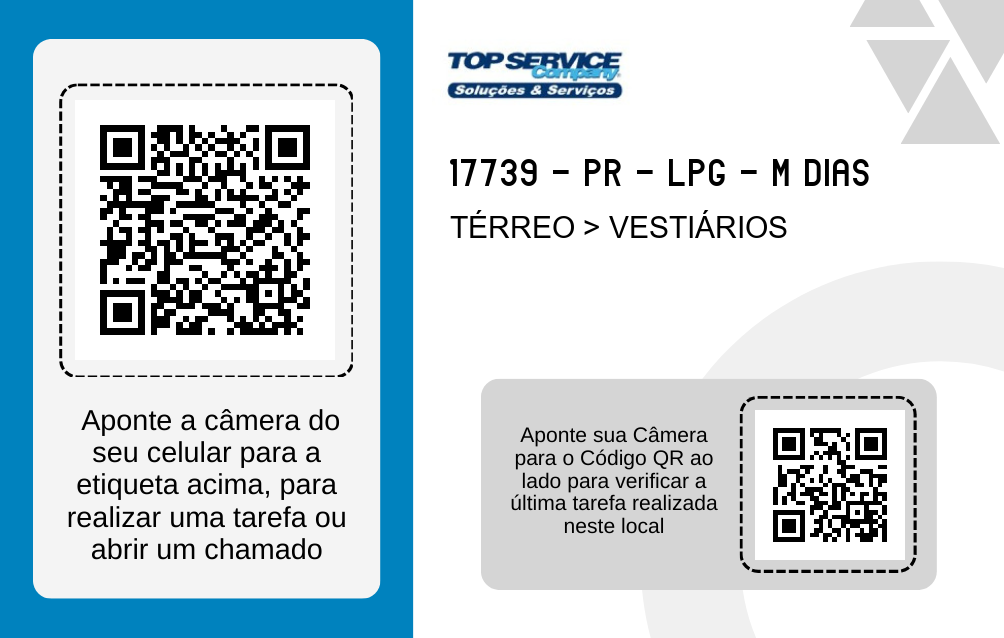 TOP SERVICE
Company
Soluções & Serviços
17739 - PR - LPG - M DIAS
TÉRREO > VESTIÁRIOS
Aponte a câmera do
seu celular para a
etiqueta acima, para
realizar uma tarefa ou
abrir um chamado
Aponte sua Câmera
para o Código QR ao
lado para verificar a
última tarefa realizada
neste local